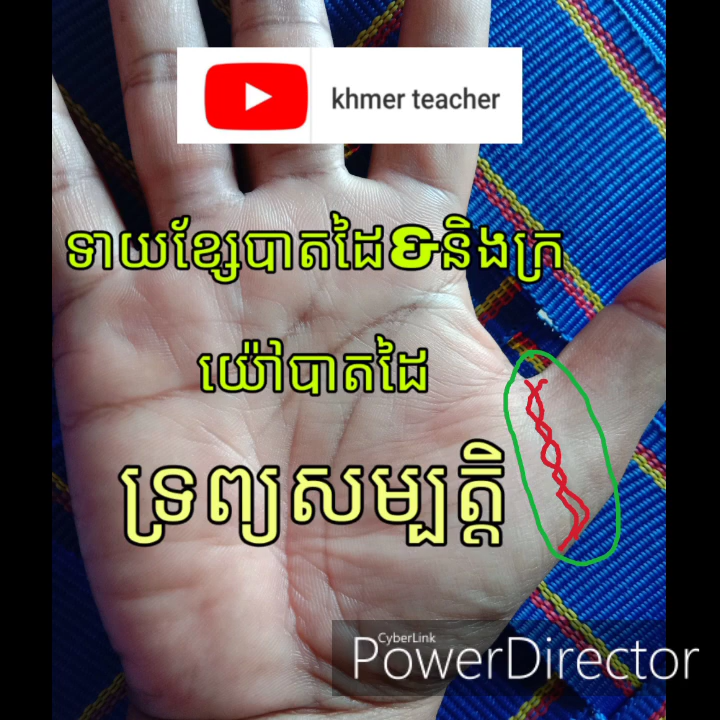 khmer teacher
ទាយខ្សែបាតដៃ&និងក្រ
យ៉ៅបាតដៃ
ទ្រព្យសម្បត្តិ
CyberLink
PowerDirector